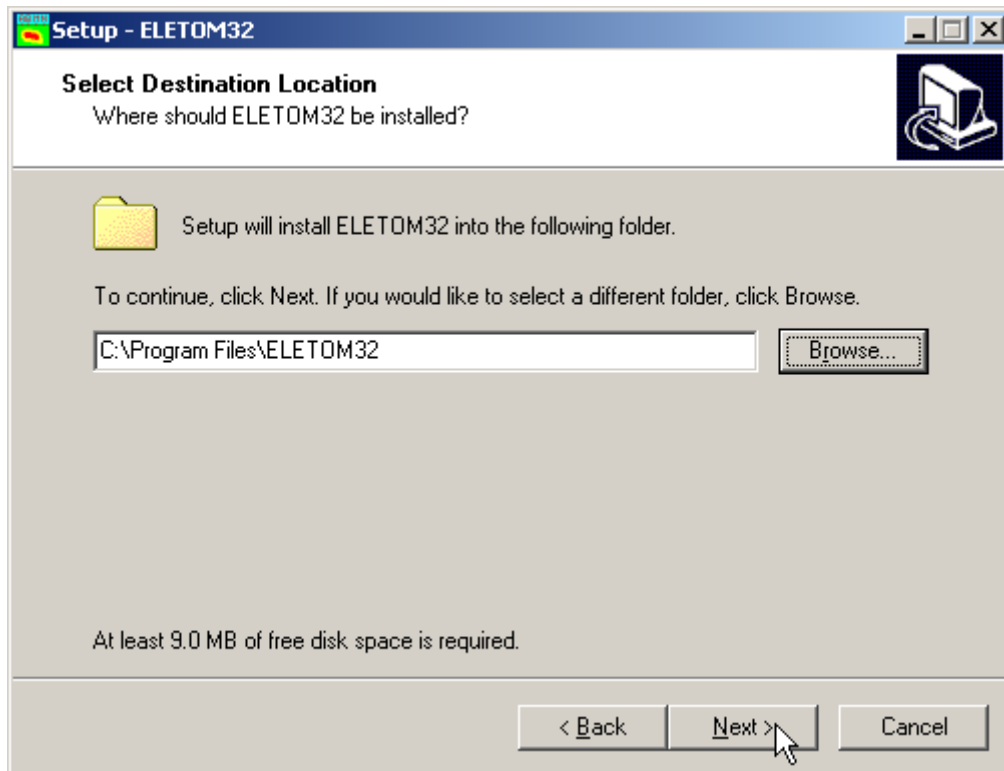 Setup - ELETOM32
Select Destination Location
Where should ELETOM32 be installed?
Setup will install ELETOM32 into the following folder.
To continue, click Next. If you would like to select a different folder, click Browse.
C:\Program Files\ELETOM32
Browse...
At least 9.0 MB of free disk space is required.
< Back
Next >
Cancel